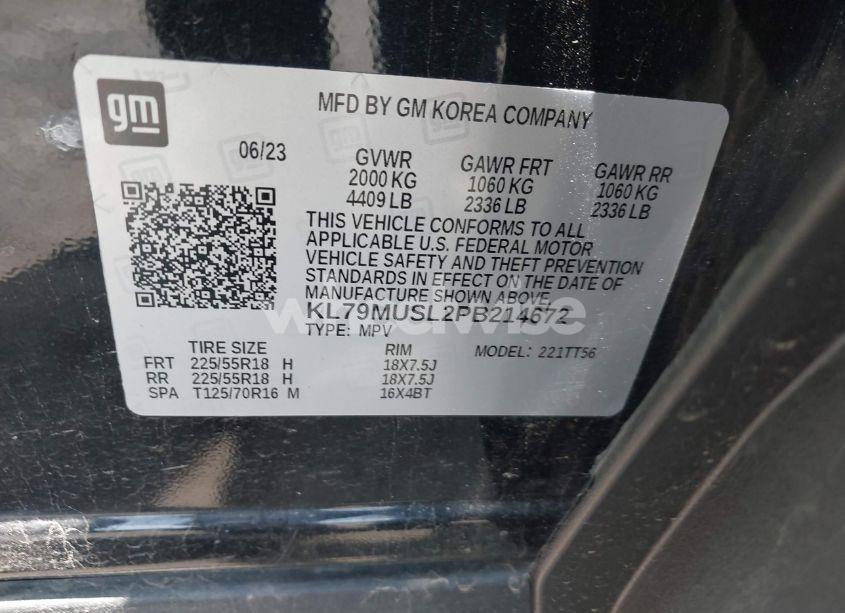 gm
MFD BY GM KOREA COMPANY
06/23
GVWR GAWR FRT GAWR RR
2000 KG 1060 KG 1060 KG
4409 LB 2336 LB 2336 LB
THIS VEHICLE CONFORMS TO ALL
APPLICABLE U.S. FEDERAL MOTOR
VEHICLE SAFETY AND THEFT PREVENTION
STANDARDS IN EFFECT ON THE DATE OF
MANUFACTURE SHOWN ABOVE.
KL79MUSL2PB214672
TYPE: MPV
TIRE SIZE RIM MODEL: 221TT56
FRT 225/55R18 H 18X7.5J
RR 225/55R18 H 18X7.5J
SPA T125/70R16 M 16X4BT